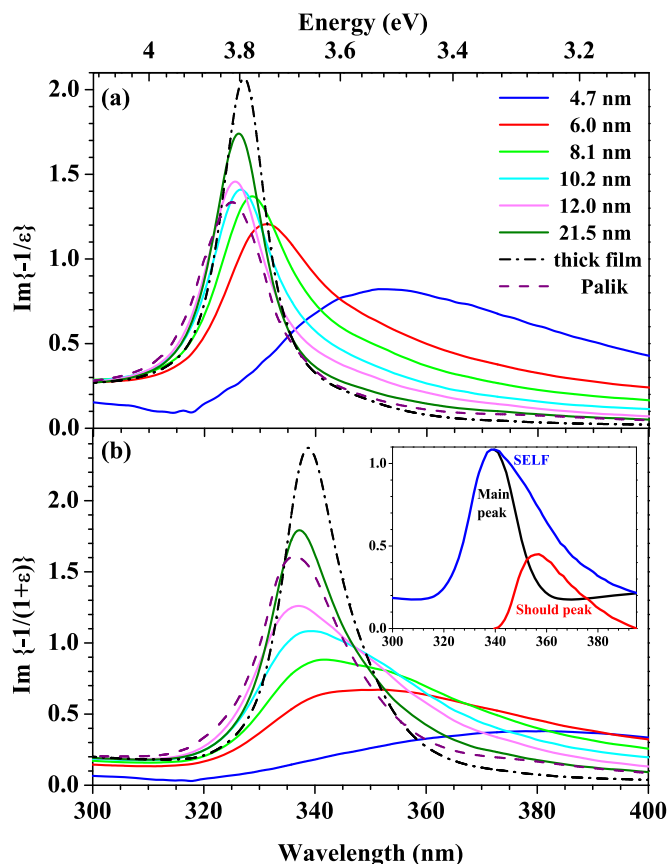 Energy (eV)
4 3.8 3.6 3.4 3.2
(a)
2.0
1.5
1.0
0.5
0.0
Im{-1/ε}
4.7 nm
6.0 nm
8.1 nm
10.2 nm
12.0 nm
21.5 nm
thick film
Palik
(b)
2.0
1.5
1.0
0.5
0.0
Im {-1/(1+ε)}
1.0
0.5
0.0
SELF
Main
peak
Should peak
300 320 340 360 380
300 320 340 360 380 400
Wavelength (nm)